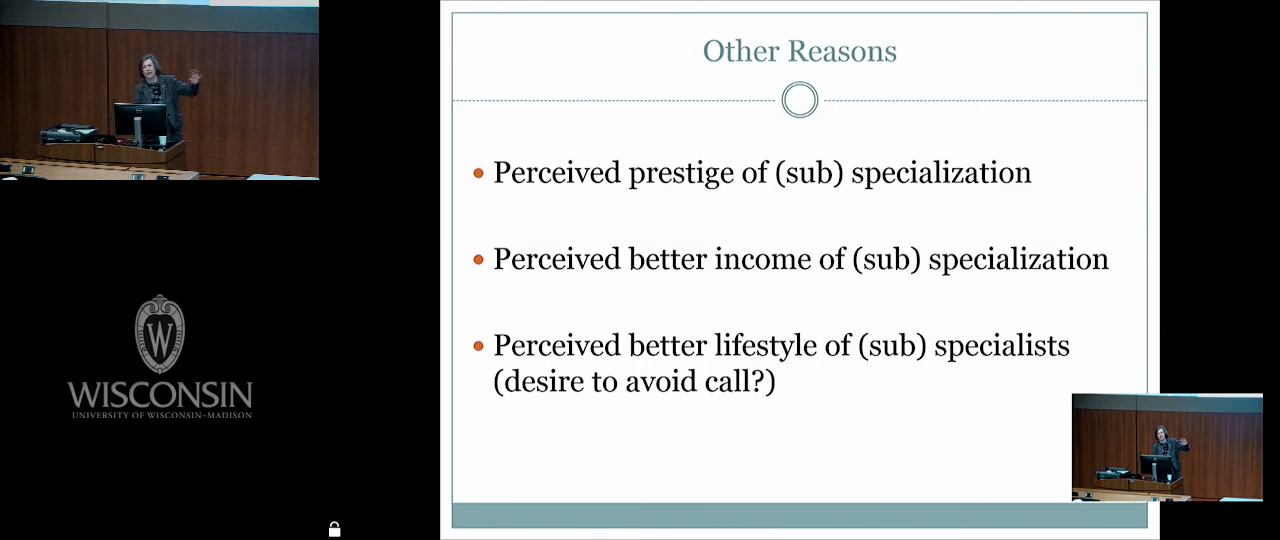 Other Reasons
Perceived prestige of (sub) specialization
Perceived better income of (sub) specialization
Perceived better lifestyle of (sub) specialists
(desire to avoid call?)
W
WISCONSIN
UNIVERSITY OF WISCONSIN–MADISON